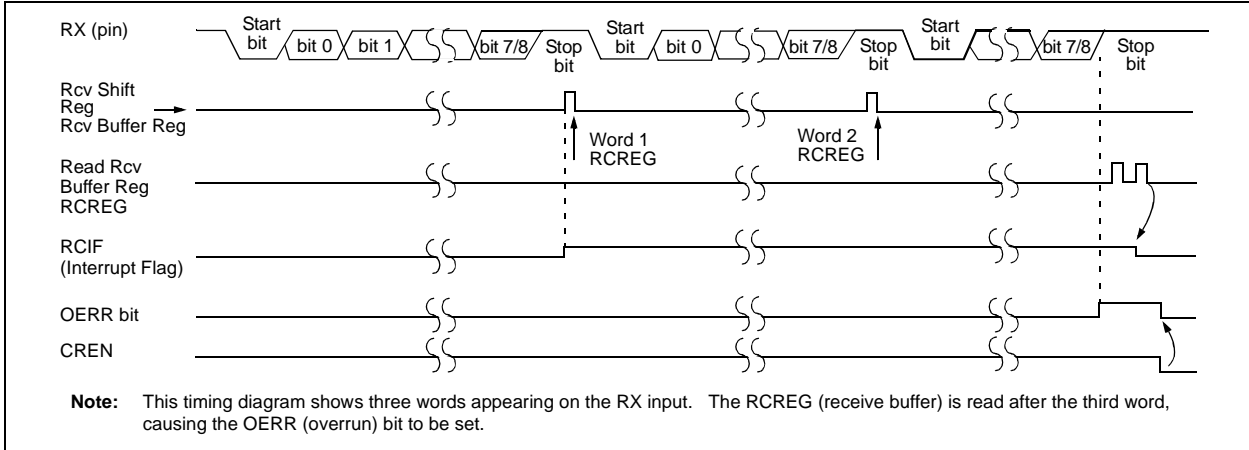 RX (pin)
Start bit
bit 0
bit 1
bit 7/8
Stop bit
Start bit
bit 0
bit 7/8
Stop bit
Start bit
bit 7/8
Stop bit
Rcv Shift
Reg
Rcv Buffer Reg
Word 1
RCREG
Word 2
RCREG
Read Rcv
Buffer Reg
RCREG
RCIF
(Interrupt Flag)
OERR bit
CREN
Note: This timing diagram shows three words appearing on the RX input. The RCREG (receive buffer) is read after the third word,
causing the OERR (overrun) bit to be set.